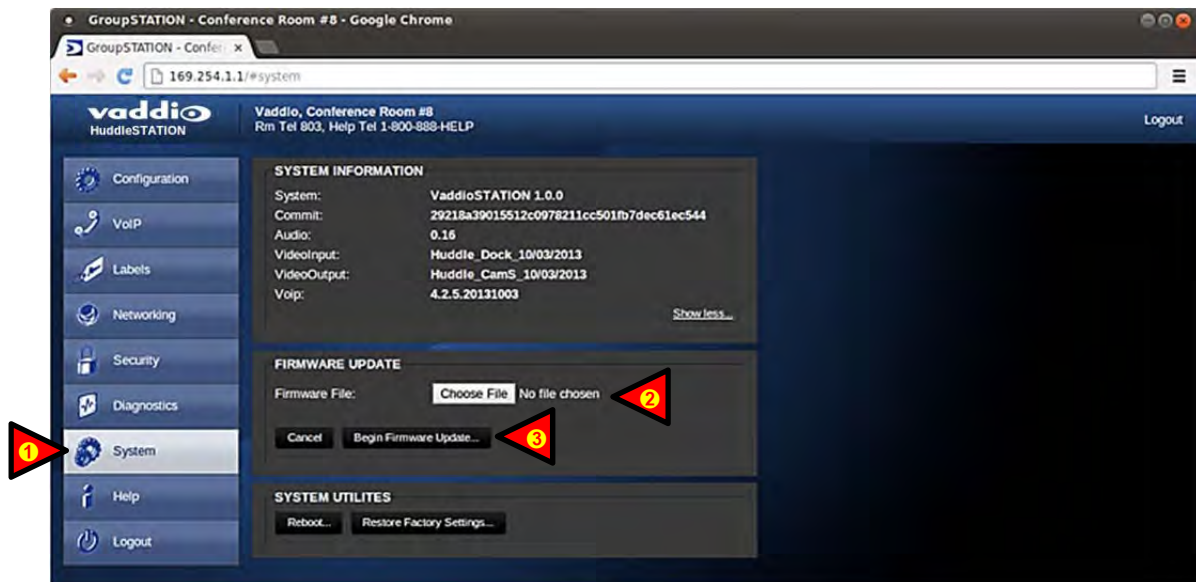 GroupSTATION - Conference Room #8 - Google Chrome
GroupSTATION - Confer
169.254.1.1/#system
vaddio
HuddleSTATION
Vaddio, Conference Room #8
Rm Tel 803, Help Tel 1-800-888-HELP
Logout
Configuration
VoIP
Labels
Networking
Security
Diagnostics
1
System
Help
Logout
SYSTEM INFORMATION
System: VaddioSTATION 1.0.0
Commit: 29218a39015512c0978211cc501fb7dec61ec544
Audio: 0.16
VideoInput: Huddle_Dock_10/03/2013
VideoOutput: Huddle_CamS_10/03/2013
Voip: 4.2.5.20131003
Show less...
FIRMWARE UPDATE
Firmware File: Choose File No file chosen 2
Cancel Begin Firmware Update... 3
SYSTEM UTILITES
Reboot... Restore Factory Settings...